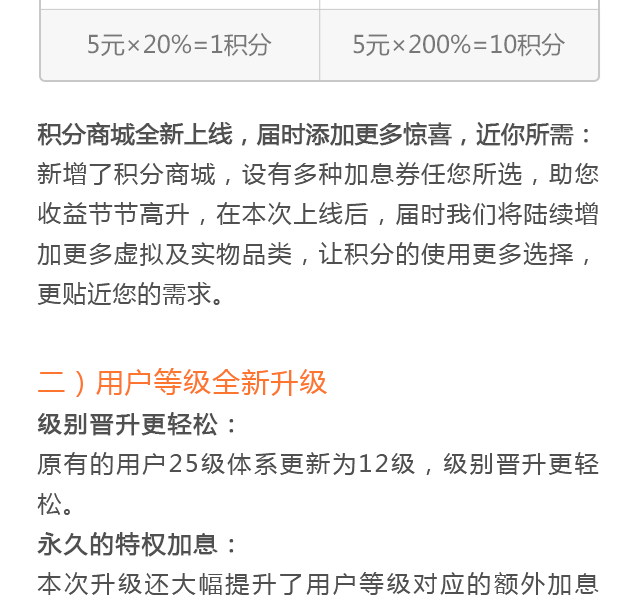 5元×20%=1积分
5元×200%=10积分
积分商城全新上线，届时添加更多惊喜，近你所需：
新增了积分商城，设有多种加息券任您所选，助您
收益节节高升，在本次上线后，届时我们将陆续增
加更多虚拟及实物品类，让积分的使用更多选择，
更贴近您的需求。
二）用户等级全新升级
级别晋升更轻松：
原有的用户25级体系更新为12级，级别晋升更轻
松。
永久的特权加息：
本次升级还大幅提升了用户等级对应的额外加息